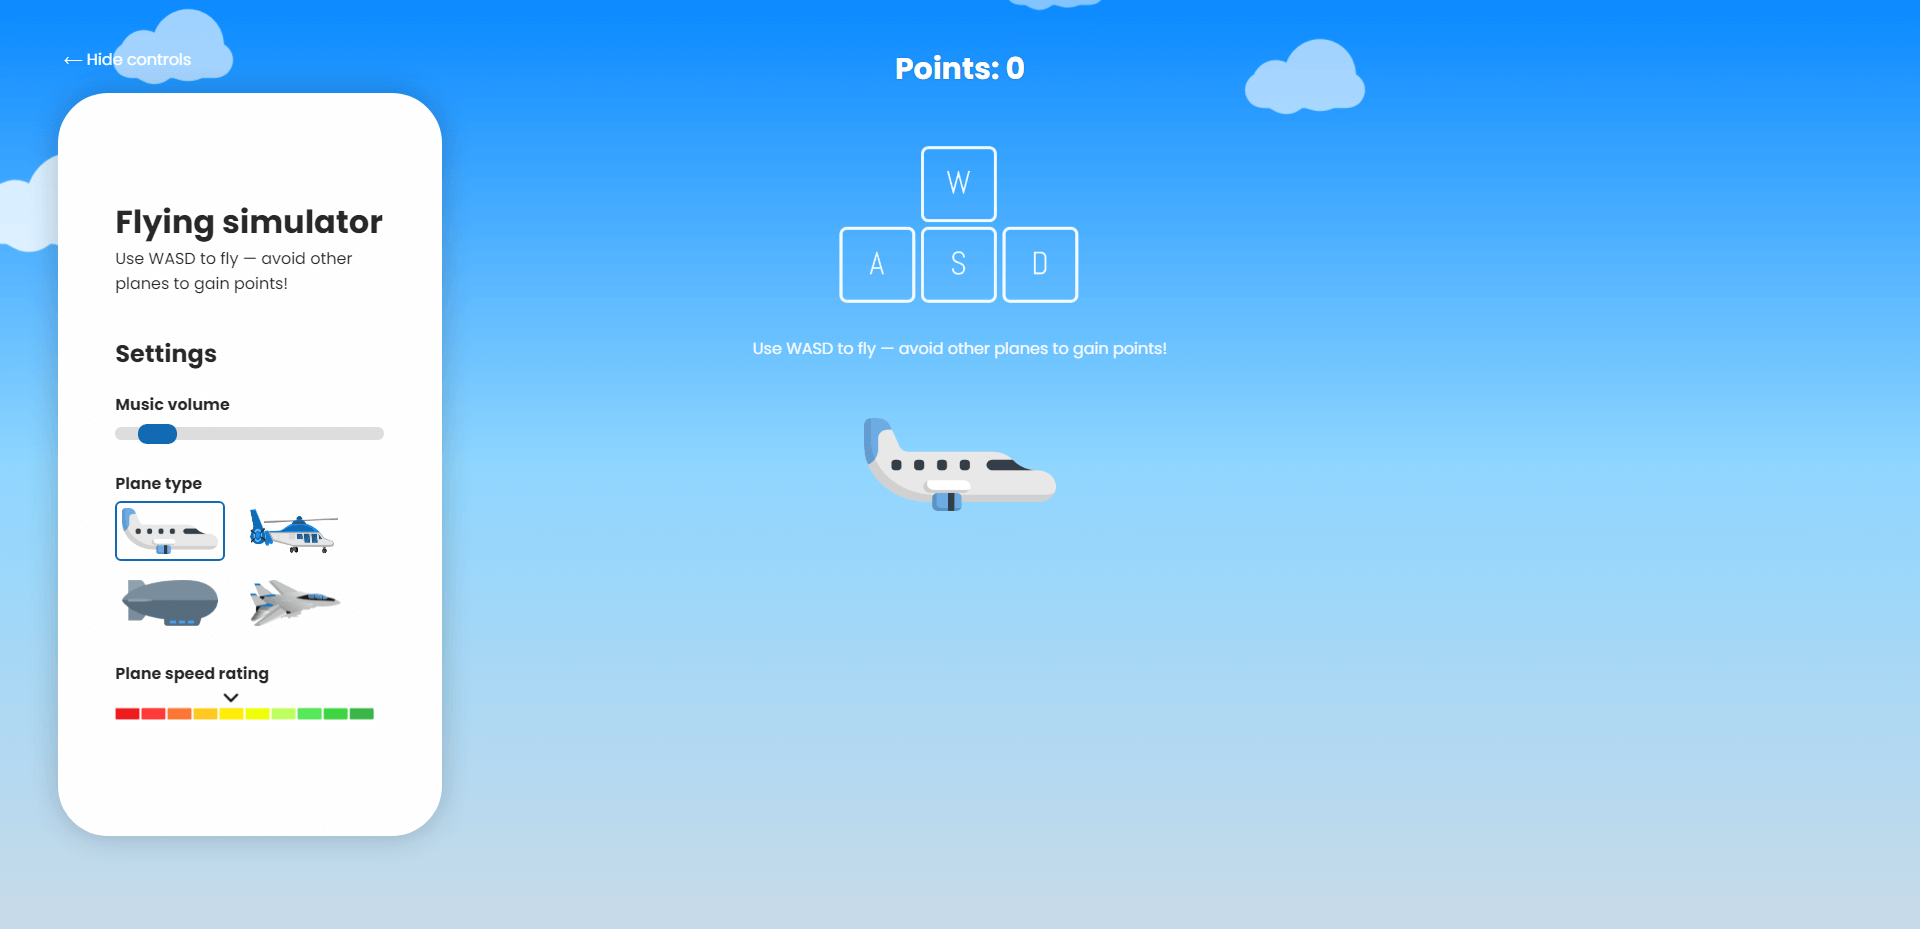 ← Hide controls
Points: 0
Flying simulator
Use WASD to fly — avoid other
planes to gain points!
Settings
Music volume
Plane type
Plane speed rating
W
A S D
Use WASD to fly — avoid other planes to gain points!